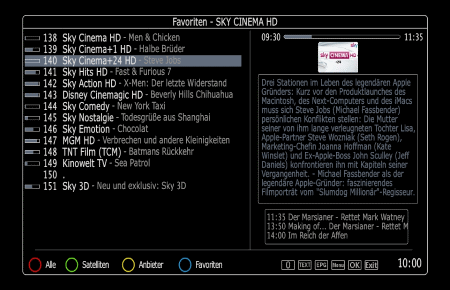 Favoriten - SKY CINEMA HD
138 Sky Cinema HD - Men & Chicken
139 Sky Cinema+1 HD - Halbe Brüder
140 Sky Cinema+24 HD - Steve Jobs
141 Sky Hits HD - Fast & Furious 7
142 Sky Action HD - X-Men: Der letzte Widerstand
143 Disney Cinemagic HD - Beverly Hills Chihuahua
144 Sky Comedy - New York Taxi
145 Sky Nostalgie - Todesgrüße aus Shanghai
146 Sky Emotion - Chocolat
147 MGM HD - Verbrechen und andere Kleinigkeiten
148 TNT Film (TCM) - Batmans Rückkehr
149 Kinowelt TV - Sea Patrol
150 .
151 Sky 3D - Neu und exklusiv: Sky 3D
09:30
11:35
sky CINEMA HD
Drei Stationen im Leben des legendären Apple
Gründers: Kurz vor den Produktlaunches des
Macintosh, des Next-Computers und des iMacs
muss sich Steve Jobs (Michael Fassbender)
persönlichen Konflikten stellen: Die Mutter
seiner von ihm lange verleugneten Tochter Lisa,
Apple-Partner Steve Wozniak (Seth Rogen),
Marketing-Chefin Joanna Hoffman (Kate
Winslet) und Ex-Apple-Boss John Sculley (Jeff
Daniels) konfrontieren ihn mit Kapiteln seiner
Vergangenheit. - Michael Fassbender als der
legendäre Apple-Gründer: faszinierendes
Filmporträt vom "Slumdog Millionär"-Regisseur.
11:35 Der Marsianer - Rettet Mark Watney
13:50 Making of... Der Marsianer - Rettet M
14:00 Im Reich der Affen
Alle
Satelliten
Anbieter
Favoriten
0 TEXT EPG Menu OK Exit
10:00